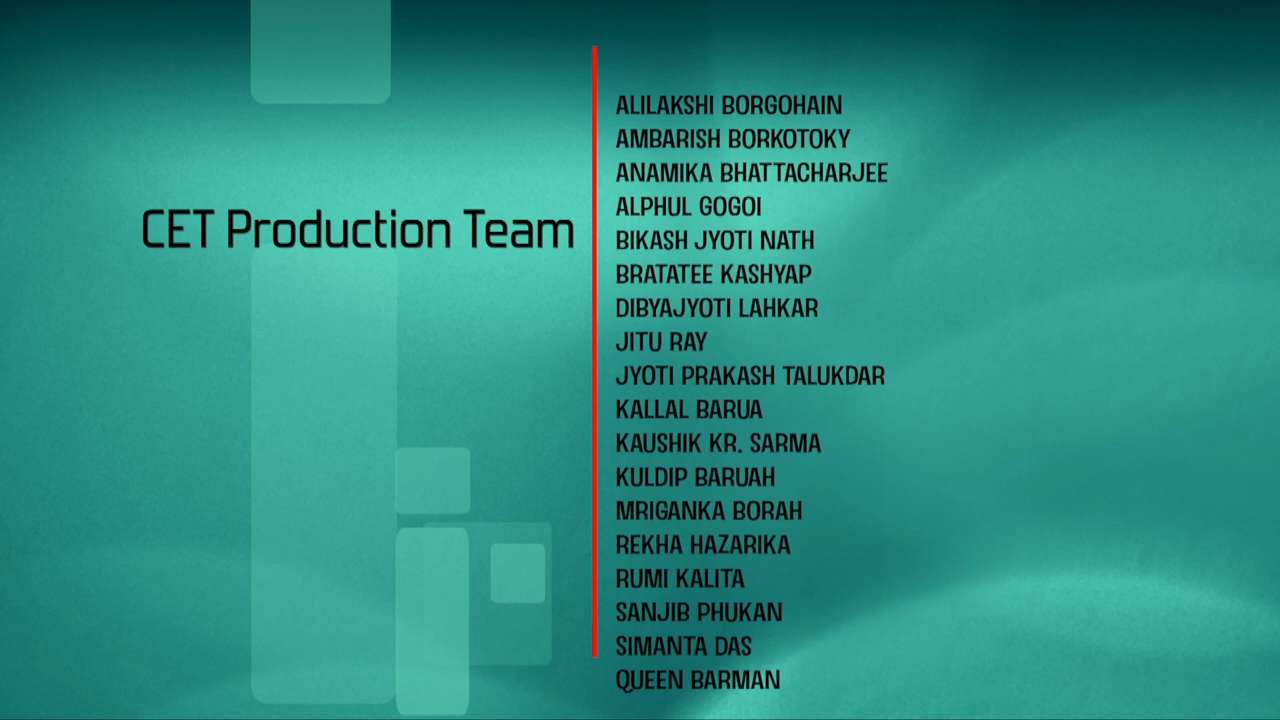 CET Production Team
ALILAKSHI BORGOHAIN
AMBARISH BORKOTOKY
ANAMIKA BHATTACHARJEE
ALPHUL GOGOI
BIKASH JYOTI NATH
BRATATEE KASHYAP
DIBYAJYOTI LAHKAR
JITU RAY
JYOTI PRAKASH TALUKDAR
KALLAL BARUA
KAUSHIK KR. SARMA
KULDIP BARUAH
MRIGANKA BORAH
REKHA HAZARIKA
RUMI KALITA
SANJIB PHUKAN
SIMANTA DAS
QUEEN BARMAN